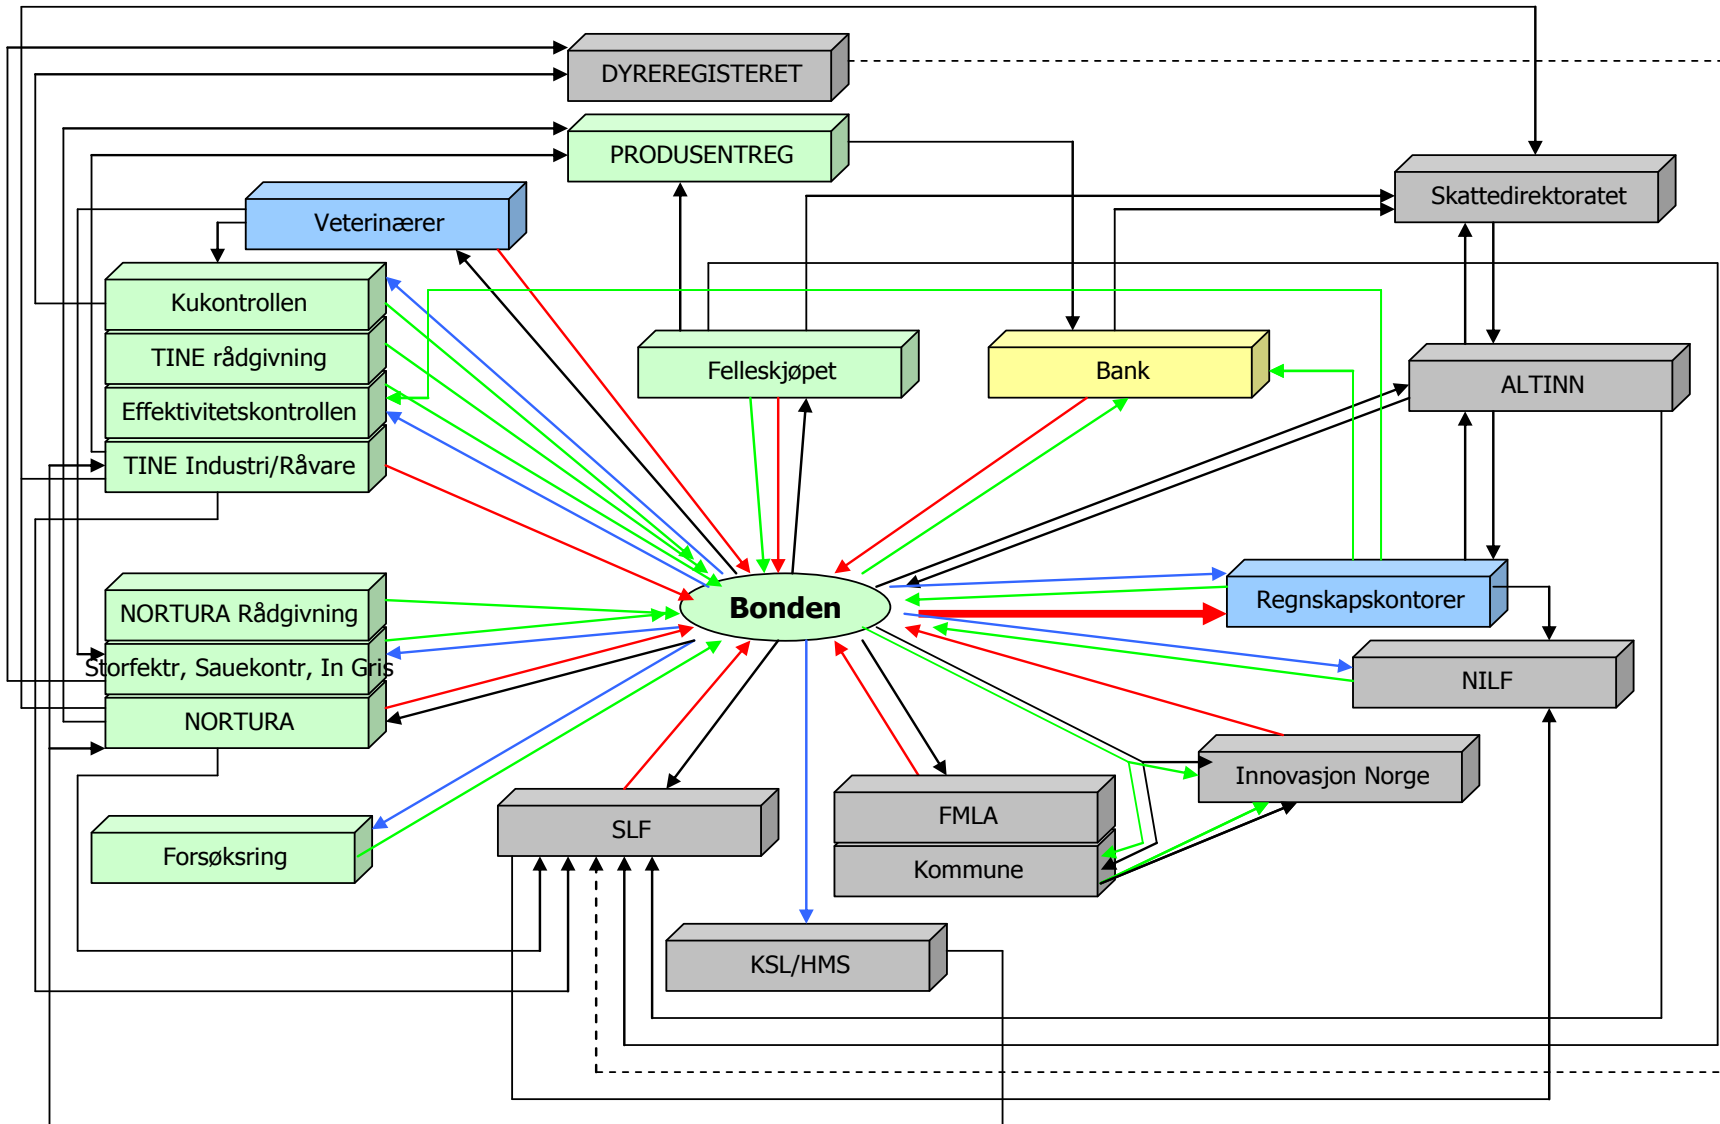 DYREREGISTERET
PRODUSENTREG
Skattedirektoratet
Veterinærer
Kukontrollen
TINE rådgivning
Felleskjøpet
Bank
ALTINN
Effektivitetskontrollen
TINE Industri/Råvare
NORTURA Rådgivning
Bonden
Regnskapskontorer
Storfektr, Sauekontr, In Gris
NILF
NORTURA
Innovasjon Norge
FMLA
SLF
Forsøksring
Kommune
KSL/HMS